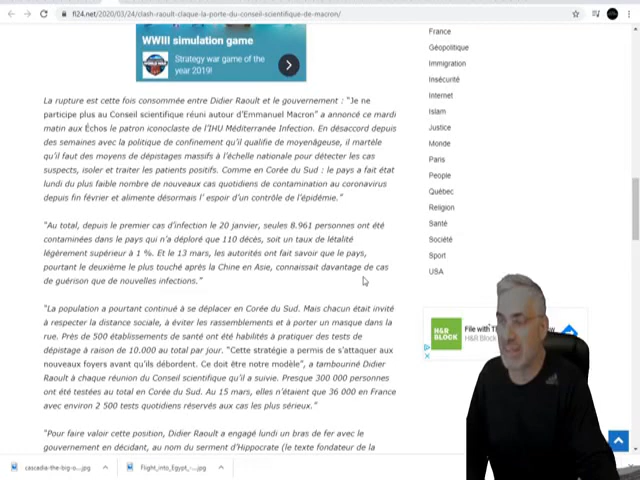 fl24.net/2020/03/24/clash-raoult-claque-la-porte-du-conseil-scientifique-de-macron/
WWIII simulation game
Strategy war game of the
year 2019!
La rupture est cette fois consommée entre Didier Raoult et le gouvernement : "Je ne
participe plus au Conseil scientifique réuni autour d'Emmanuel Macron" a annoncé ce mardi
matin aux Échos le patron iconoclaste de l'IHU Méditerranée Infection. En désaccord depuis
des semaines avec la politique de confinement qu'il qualifie de moyenâgeuse, il martèle
qu'il faut des moyens de dépistages massifs à l'échelle nationale pour détecter les cas
suspects, isoler et traiter les patients positifs. Comme en Corée du Sud : le pays a fait état
lundi du plus faible nombre de nouveaux cas quotidiens de contamination au coronavirus
depuis fin février et alimente désormais l' espoir d'un contrôle de l'épidémie."
"Au total, depuis le premier cas d'infection le 20 janvier, seules 8.961 personnes ont été
contaminées dans le pays qui n'a déploré que 110 décès, soit un taux de létalité
légèrement supérieur à 1 %. Et le 13 mars, les autorités ont fait savoir que le pays,
pourtant le deuxième le plus touché après la Chine en Asie, connaissait davantage de cas
de guérison que de nouvelles infections."
"La population a pourtant continué à se déplacer en Corée du Sud. Mais chacun était invité
à respecter la distance sociale, à éviter les rassemblements et à porter un masque dans la
rue. Près de 500 établissements de santé ont été habilités à pratiquer des tests de
dépistage à raison de 10.000 au total par jour. "Cette stratégie a permis de s'attaquer aux
nouveaux foyers avant qu'ils débordent. Ce doit être notre modèle", a tambouriné Didier
Raoult à chaque réunion du Conseil scientifique qu'il a suivie. Presque 300 000 personnes
ont été testées au total en Corée du Sud. Au 15 mars, elles n'étaient que 36 000 en France
avec environ 2 500 tests quotidiens réservés aux cas les plus sérieux."
"Pour faire valoir cette position, Didier Raoult a engagé lundi un bras de fer avec le
gouvernement en décidant, au nom du serment d'Hippocrate (le texte fondateur de la
France
Géopolitique
Immigration
Insécurité
Internet
Islam
Justice
Monde
Paris
People
Québec
Religion
Santé
Société
Sport
USA
H&R
BLOCK
File with
H&R Block
cascadia-the-big-o....jpg
Flight_into_Egypt_-....jpg